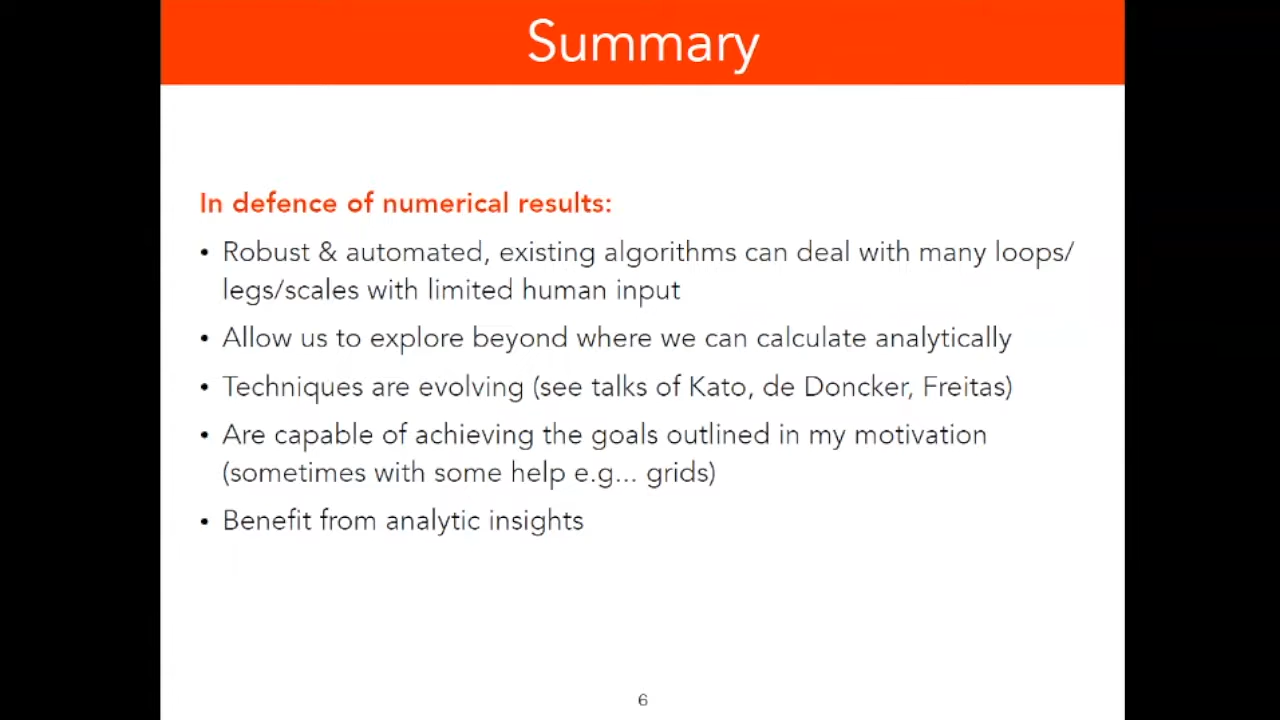 Summary
In defence of numerical results:
• Robust & automated, existing algorithms can deal with many loops/
legs/scales with limited human input
• Allow us to explore beyond where we can calculate analytically
• Techniques are evolving (see talks of Kato, de Doncker, Freitas)
• Are capable of achieving the goals outlined in my motivation
(sometimes with some help e.g... grids)
• Benefit from analytic insights
6